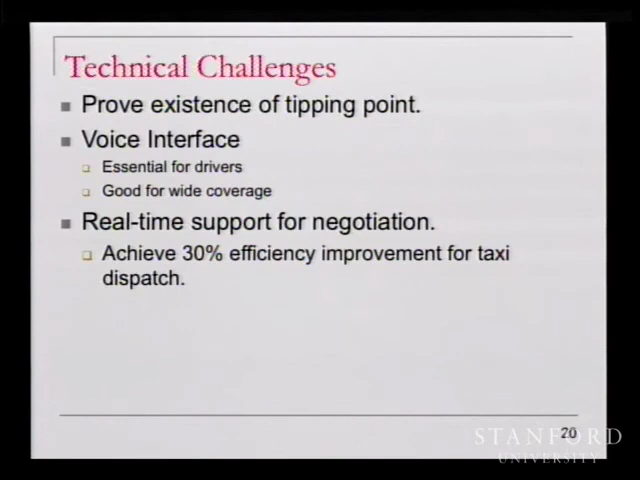 Technical Challenges
Prove existence of tipping point.
Voice Interface
Essential for drivers
Good for wide coverage
Real-time support for negotiation.
Achieve 30% efficiency improvement for taxi
dispatch.
20
STANFORD
UNIVERSITY